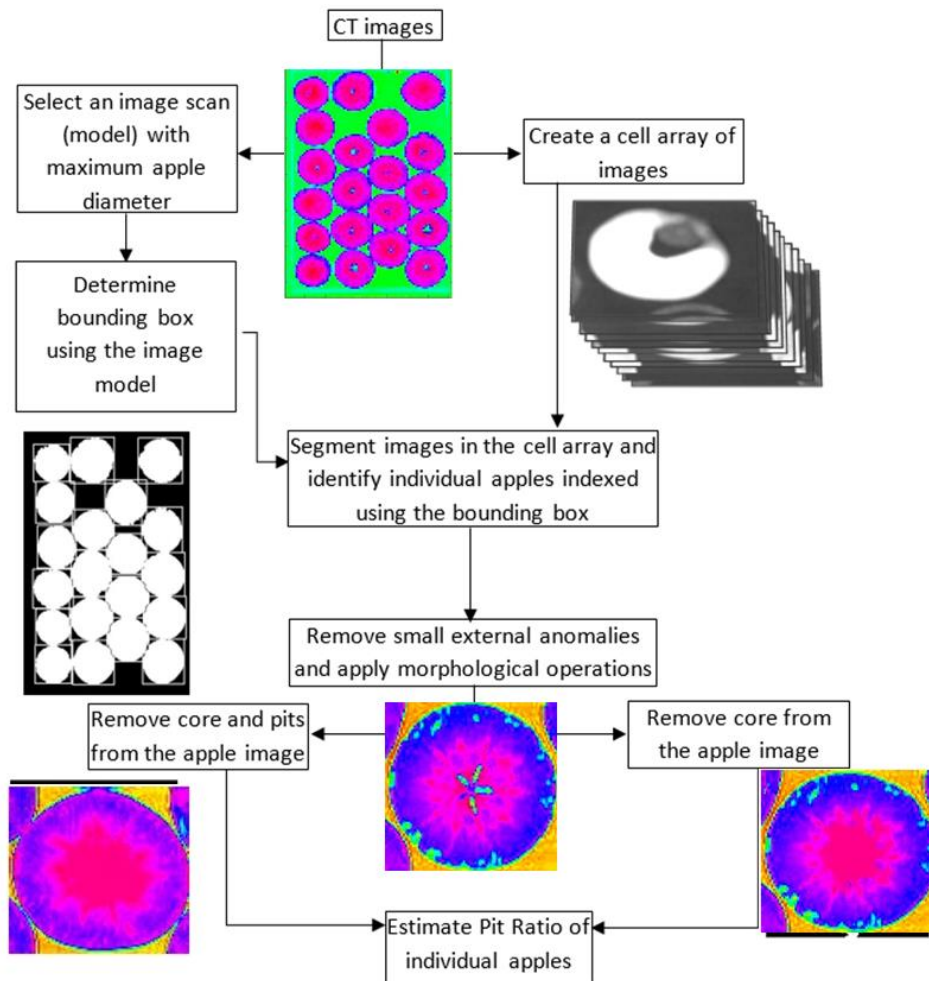 CT images
Select an image scan
(model) with
maximum apple
diameter
Create a cell array of
images
Determine
bounding box
using the image
model
Segment images in the cell array and
identify individual apples indexed
using the bounding box
Remove small external anomalies
and apply morphological operations
Remove core and pits
from the apple image
Remove core from
the apple image
Estimate Pit Ratio of
individual apples